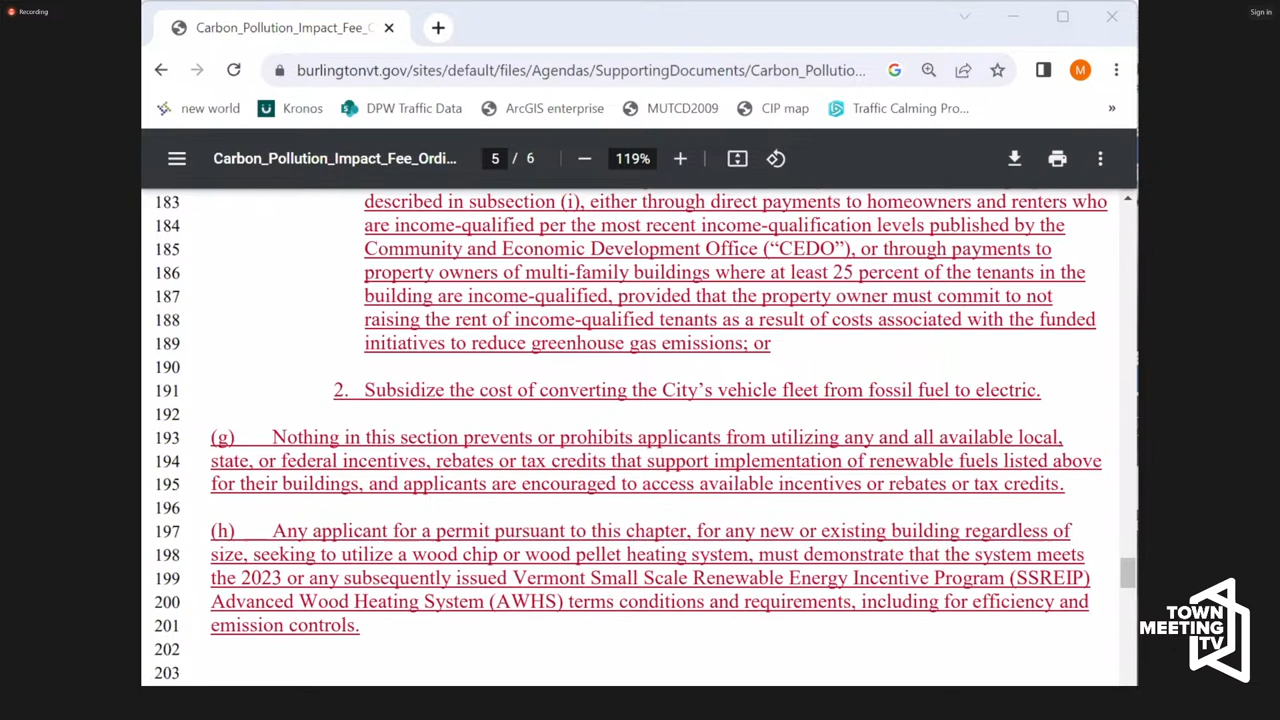 Recording
Sign in
Carbon_Pollution_Impact_Fee_C
burlingtonvt.gov/sites/default/files/Agendas/SupportingDocuments/Carbon_Pollutio...
M
new world
Kronos
DPW Traffic Data
ArcGIS enterprise
MUTCD2009
CIP map
Traffic Calming Pro...
»
Carbon_Pollution_Impact_Fee_Ordi...
5 / 6
119%
183 described in subsection (i), either through direct payments to homeowners and renters who
184 are income-qualified per the most recent income-qualification levels published by the
185 Community and Economic Development Office (“CEDO”), or through payments to
186 property owners of multi-family buildings where at least 25 percent of the tenants in the
187 building are income-qualified, provided that the property owner must commit to not
188 raising the rent of income-qualified tenants as a result of costs associated with the funded
189 initiatives to reduce greenhouse gas emissions; or
190
191 2. Subsidize the cost of converting the City’s vehicle fleet from fossil fuel to electric.
192
193 (g) Nothing in this section prevents or prohibits applicants from utilizing any and all available local,
194 state, or federal incentives, rebates or tax credits that support implementation of renewable fuels listed above
195 for their buildings, and applicants are encouraged to access available incentives or rebates or tax credits.
196
197 (h) Any applicant for a permit pursuant to this chapter, for any new or existing building regardless of
198 size, seeking to utilize a wood chip or wood pellet heating system, must demonstrate that the system meets
199 the 2023 or any subsequently issued Vermont Small Scale Renewable Energy Incentive Program (SSREIP)
200 Advanced Wood Heating System (AWHS) terms conditions and requirements, including for efficiency and
201 emission controls.
202
203
TOWN
MEETING
TV